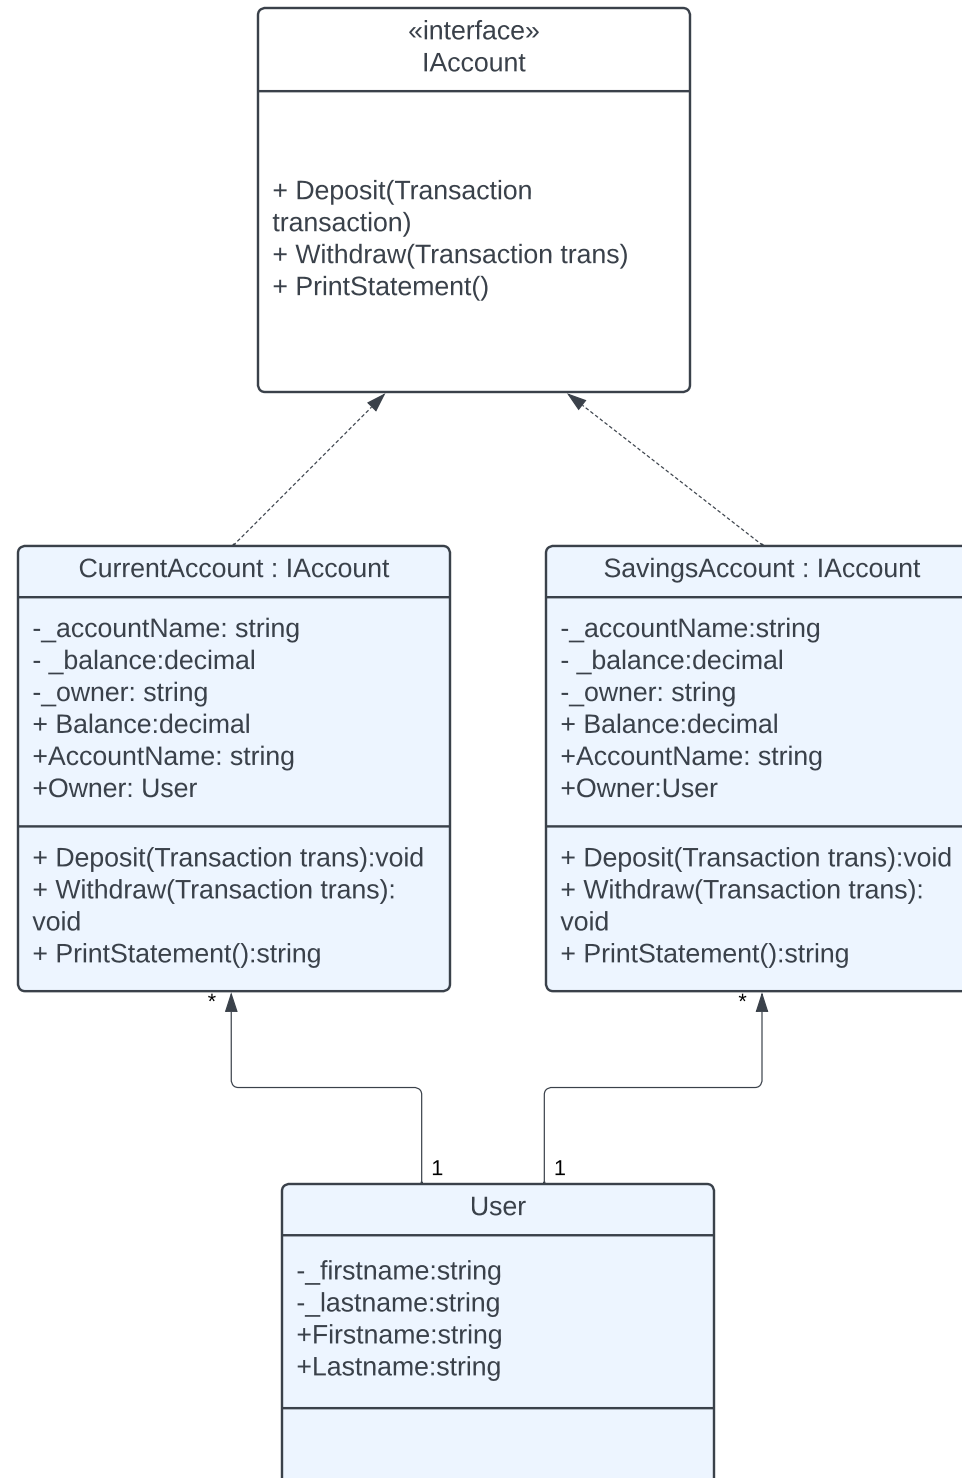 «interface»
IAccount
+ Deposit(Transaction
transaction)
+ Withdraw(Transaction trans)
+ PrintStatement()
CurrentAccount : IAccount
-_accountName: string
- _balance:decimal
-_owner: string
+ Balance:decimal
+AccountName: string
+Owner: User
+ Deposit(Transaction trans):void
+ Withdraw(Transaction trans):
void
+ PrintStatement():string
*
SavingsAccount : IAccount
-_accountName:string
- _balance:decimal
-_owner: string
+ Balance:decimal
+AccountName: string
+Owner:User
+ Deposit(Transaction trans):void
+ Withdraw(Transaction trans):
void
+ PrintStatement():string
*
1
1
User
-_firstname:string
-_lastname:string
+Firstname:string
+Lastname:string